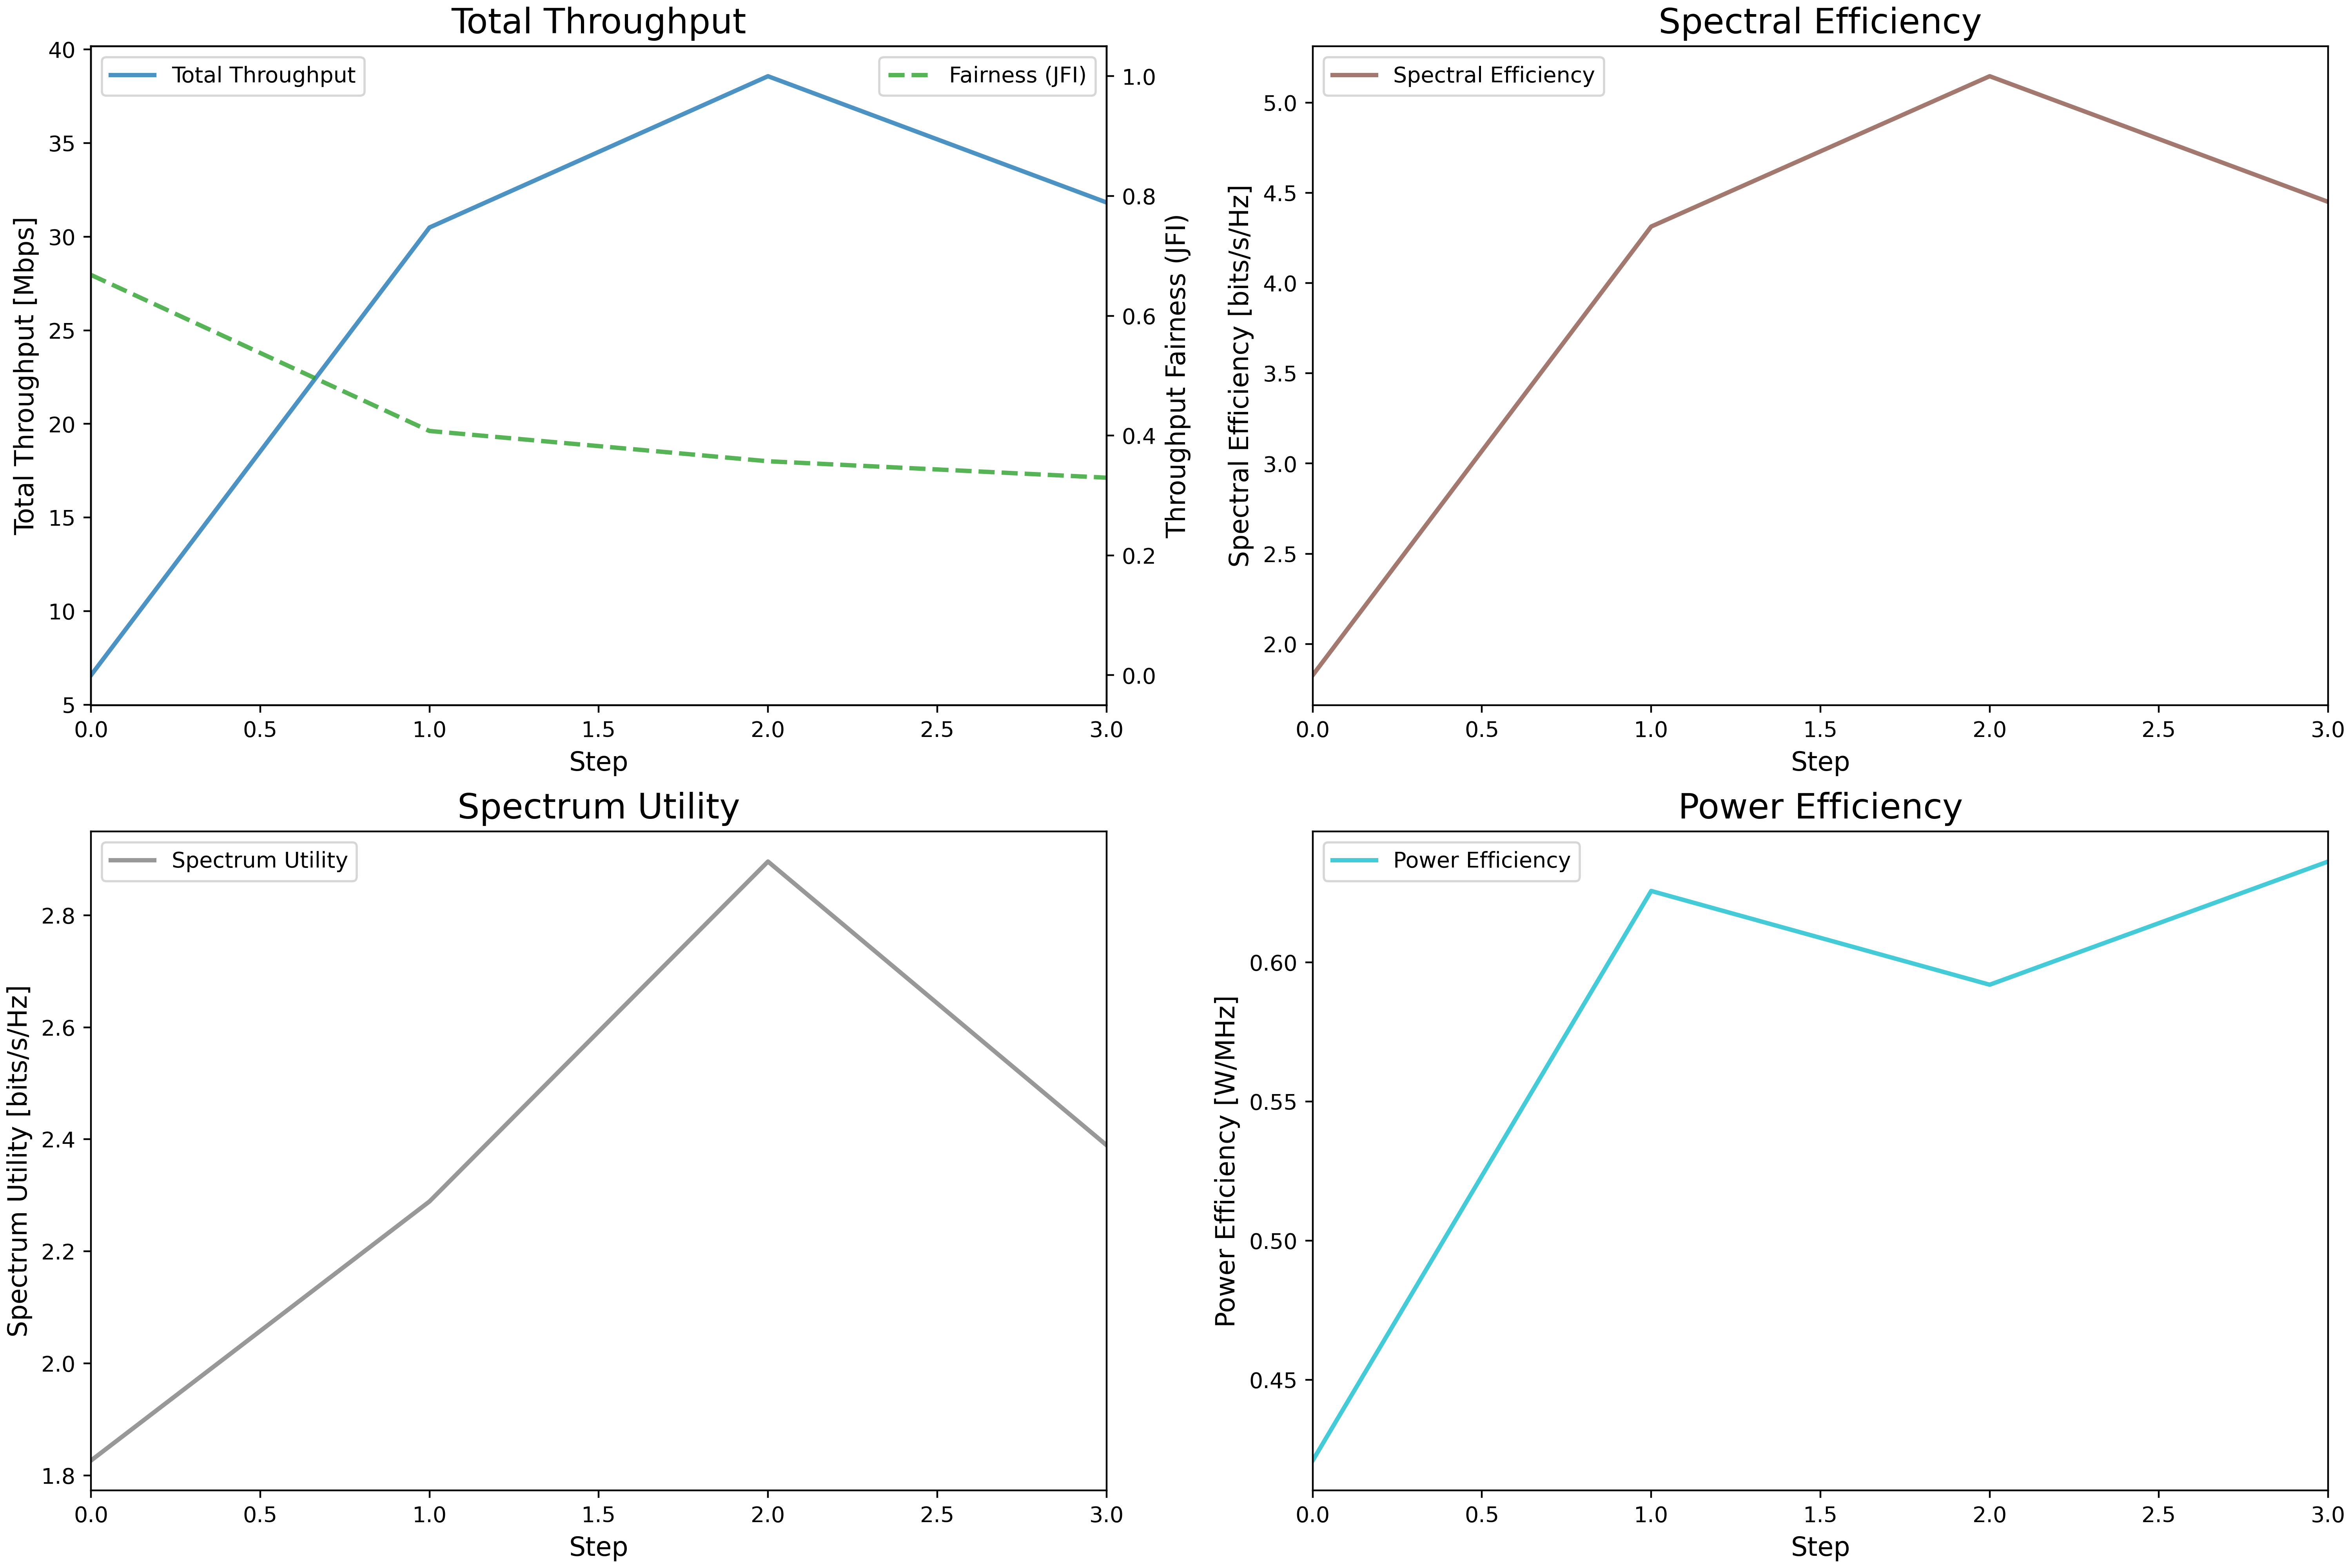 Total Throughput
Total Throughput
Fairness (JFI)
40
35
30
25
20
15
10
5
Total Throughput [Mbps]
1.0
0.8
0.6
0.4
0.2
0.0
Throughput Fairness (JFI)
0.0 0.5 1.0 1.5 2.0 2.5 3.0
Step
Spectral Efficiency
Spectral Efficiency
5.0
4.5
4.0
3.5
3.0
2.5
2.0
Spectral Efficiency [bits/s/Hz]
0.0 0.5 1.0 1.5 2.0 2.5 3.0
Step
Spectrum Utility
Spectrum Utility
2.8
2.6
2.4
2.2
2.0
1.8
Spectrum Utility [bits/s/Hz]
0.0 0.5 1.0 1.5 2.0 2.5 3.0
Step
Power Efficiency
Power Efficiency
0.60
0.55
0.50
0.45
Power Efficiency [W/MHz]
0.0 0.5 1.0 1.5 2.0 2.5 3.0
Step